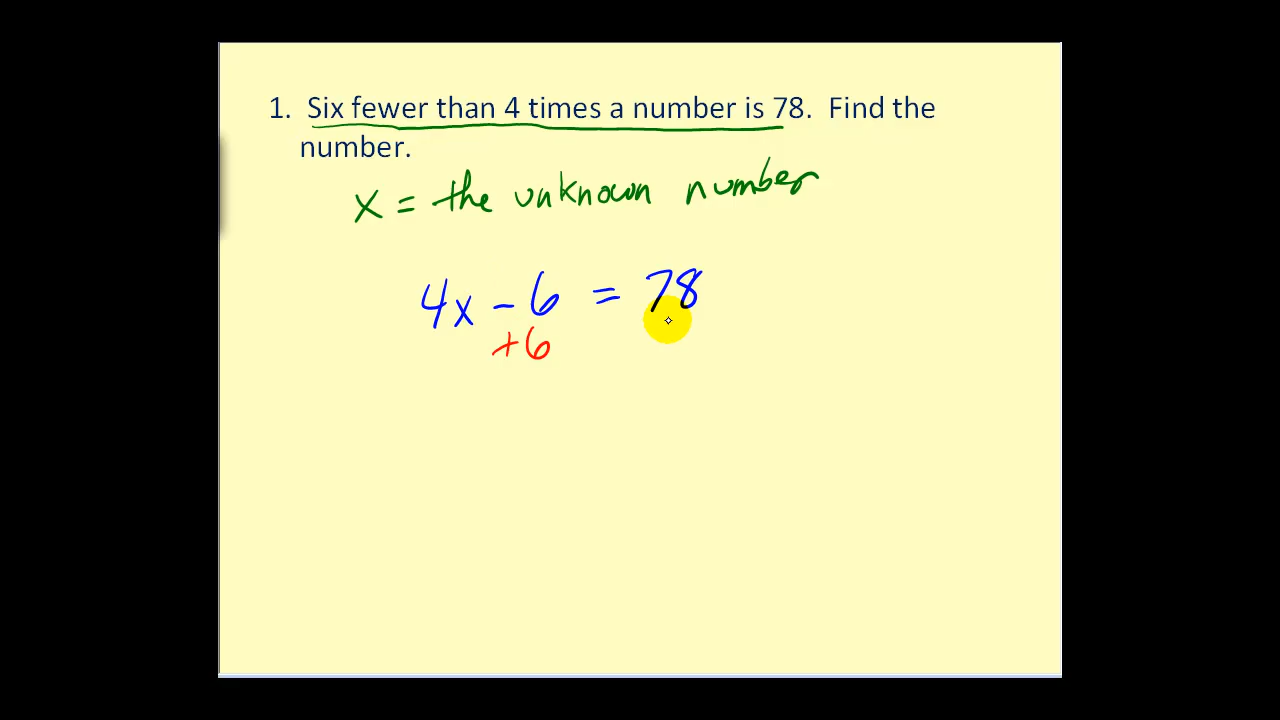 1. Six fewer than 4 times a number is 78. Find the
number.
x = the unknown number
4x - 6 = 78
+6